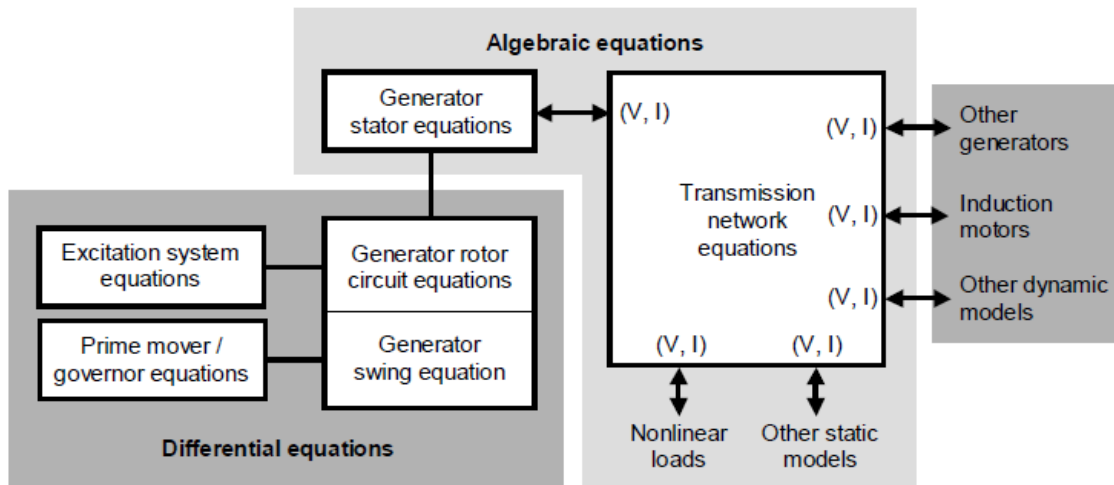 Algebraic equations
Generator
stator equations
(V, I)
(V, I)
Other
generators
Transmission
network
equations
(V, I)
Induction
motors
(V, I)
Other dynamic
models
(V, I)
(V, I)
Nonlinear
loads
Other static
models
Excitation system
equations
Generator rotor
circuit equations
Prime mover /
governor equations
Generator
swing equation
Differential equations